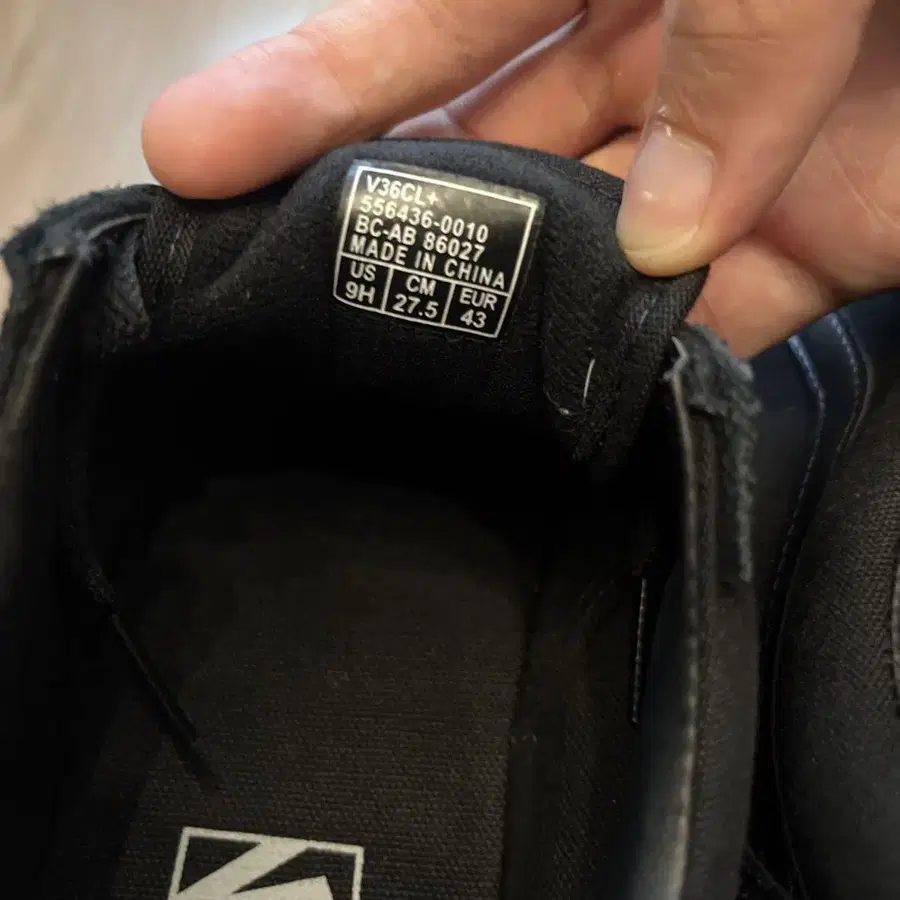 V36CL+
556436-0010
BC-AB 86027
MADE IN CHINA
US CM EUR
9H 27.5 43